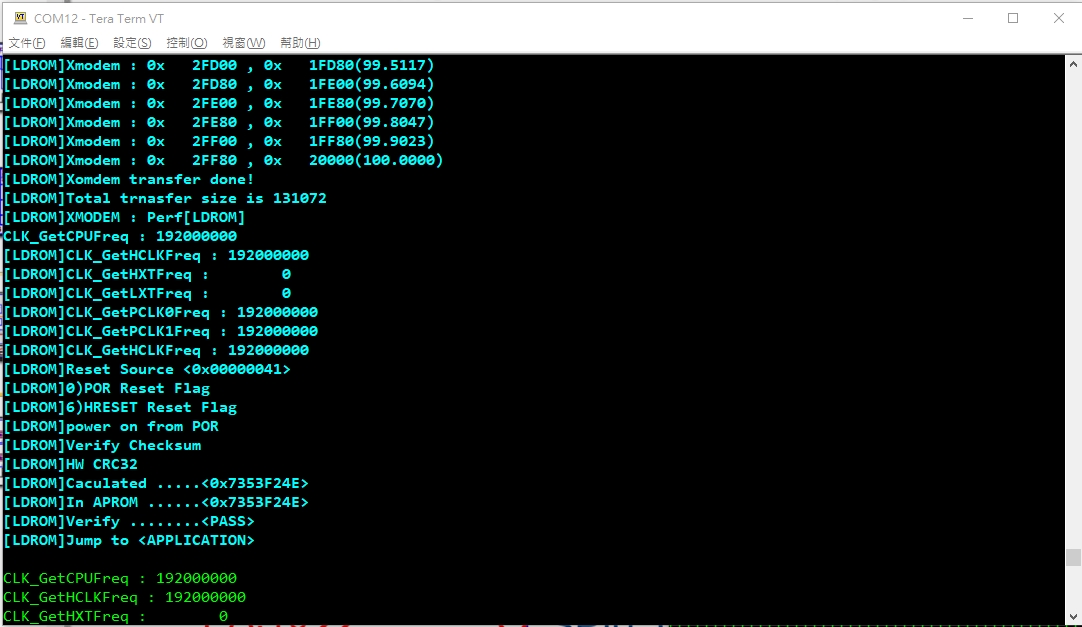 COM12 - Tera Term VT
文件(F) 編輯(E) 設定(S) 控制(O) 視窗(W) 幫助(H)
[LDROM]Xmodem : 0x   2FD00 , 0x   1FD80(99.5117)
[LDROM]Xmodem : 0x   2FD80 , 0x   1FE00(99.6094)
[LDROM]Xmodem : 0x   2FE00 , 0x   1FE80(99.7070)
[LDROM]Xmodem : 0x   2FE80 , 0x   1FF00(99.8047)
[LDROM]Xmodem : 0x   2FF00 , 0x   1FF80(99.9023)
[LDROM]Xmodem : 0x   2FF80 , 0x   20000(100.0000)
[LDROM]Xomdem transfer done!
[LDROM]Total trnasfer size is 131072
[LDROM]XMODEM : Perf[LDROM]
CLK_GetCPUFreq : 192000000
[LDROM]CLK_GetHCLKFreq : 192000000
[LDROM]CLK_GetHXTFreq :        0
[LDROM]CLK_GetLXTFreq :        0
[LDROM]CLK_GetPCLK0Freq : 192000000
[LDROM]CLK_GetPCLK1Freq : 192000000
[LDROM]CLK_GetHCLKFreq : 192000000
[LDROM]Reset Source <0x00000041>
[LDROM]0)POR Reset Flag
[LDROM]6)HRESET Reset Flag
[LDROM]power on from POR
[LDROM]Verify Checksum
[LDROM]HW CRC32
[LDROM]Caculated .....<0x7353F24E>
[LDROM]In APROM ......<0x7353F24E>
[LDROM]Verify ........<PASS>
[LDROM]Jump to <APPLICATION>
CLK_GetCPUFreq : 192000000
CLK_GetHCLKFreq : 192000000
CLK_GetHXTFreq :        0